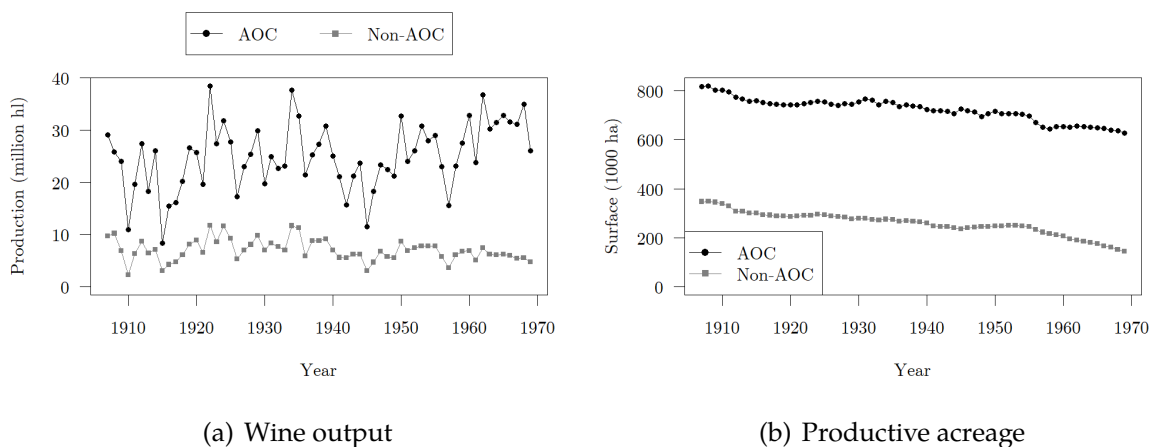 AOC Non-AOC
Production (million hl)
40
30
20
10
0
1910 1920 1930 1940 1950 1960 1970
Year
(a) Wine output
Surface (1000 ha)
800
600
400
200
0
AOC
Non-AOC
1910 1920 1930 1940 1950 1960 1970
Year
(b) Productive acreage